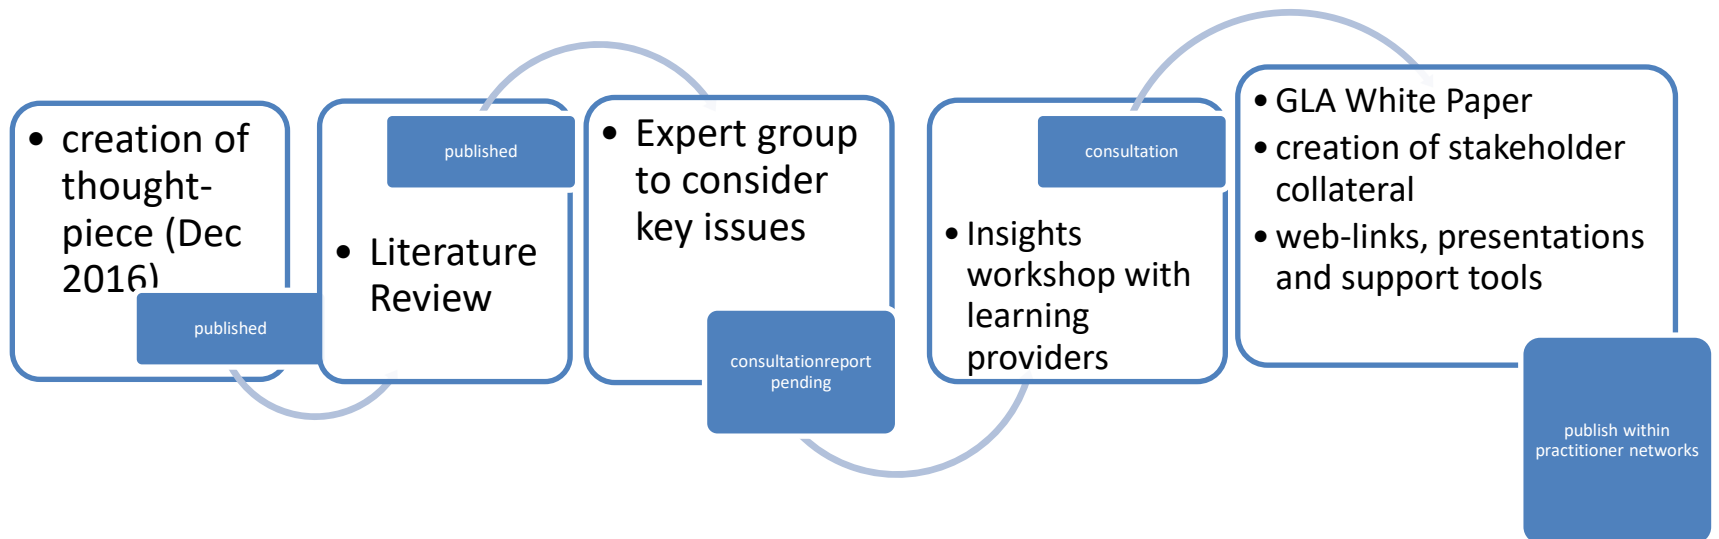 • creation of
thought-
piece (Dec
2016)
published
published
• Literature
Review
• Expert group
to consider
key issues
consultationreport
pending
consultation
• Insights
workshop with
learning
providers
• GLA White Paper
• creation of stakeholder
collateral
• web-links, presentations
and support tools
publish within
practitioner networks